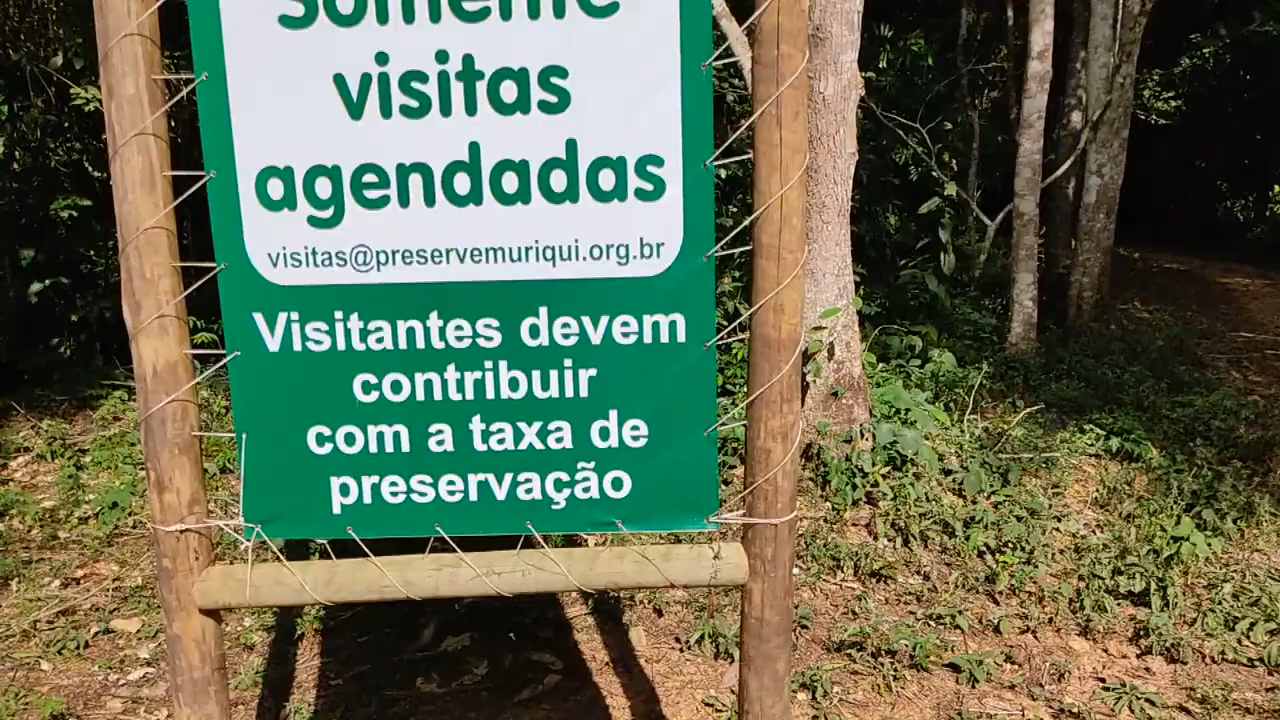 Somente
visitas
agendadas
visitas@preservemuriqui.org.br
Visitantes devem
contribuir
com a taxa de
preservação